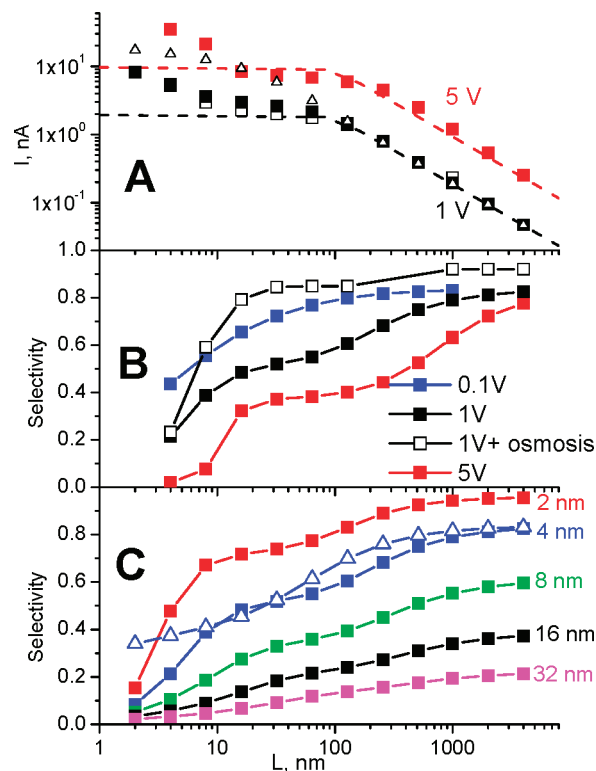 A
I, nA
1x10¹
1x10⁰
1x10⁻¹
5 V
1 V
B
Selectivity
1.0
0.8
0.6
0.4
0.2
0.0
0.1V
1V
1V+ osmosis
5V
C
Selectivity
0.8
0.6
0.4
0.2
0.0
2 nm
4 nm
8 nm
16 nm
32 nm
1 10 100 1000
L, nm